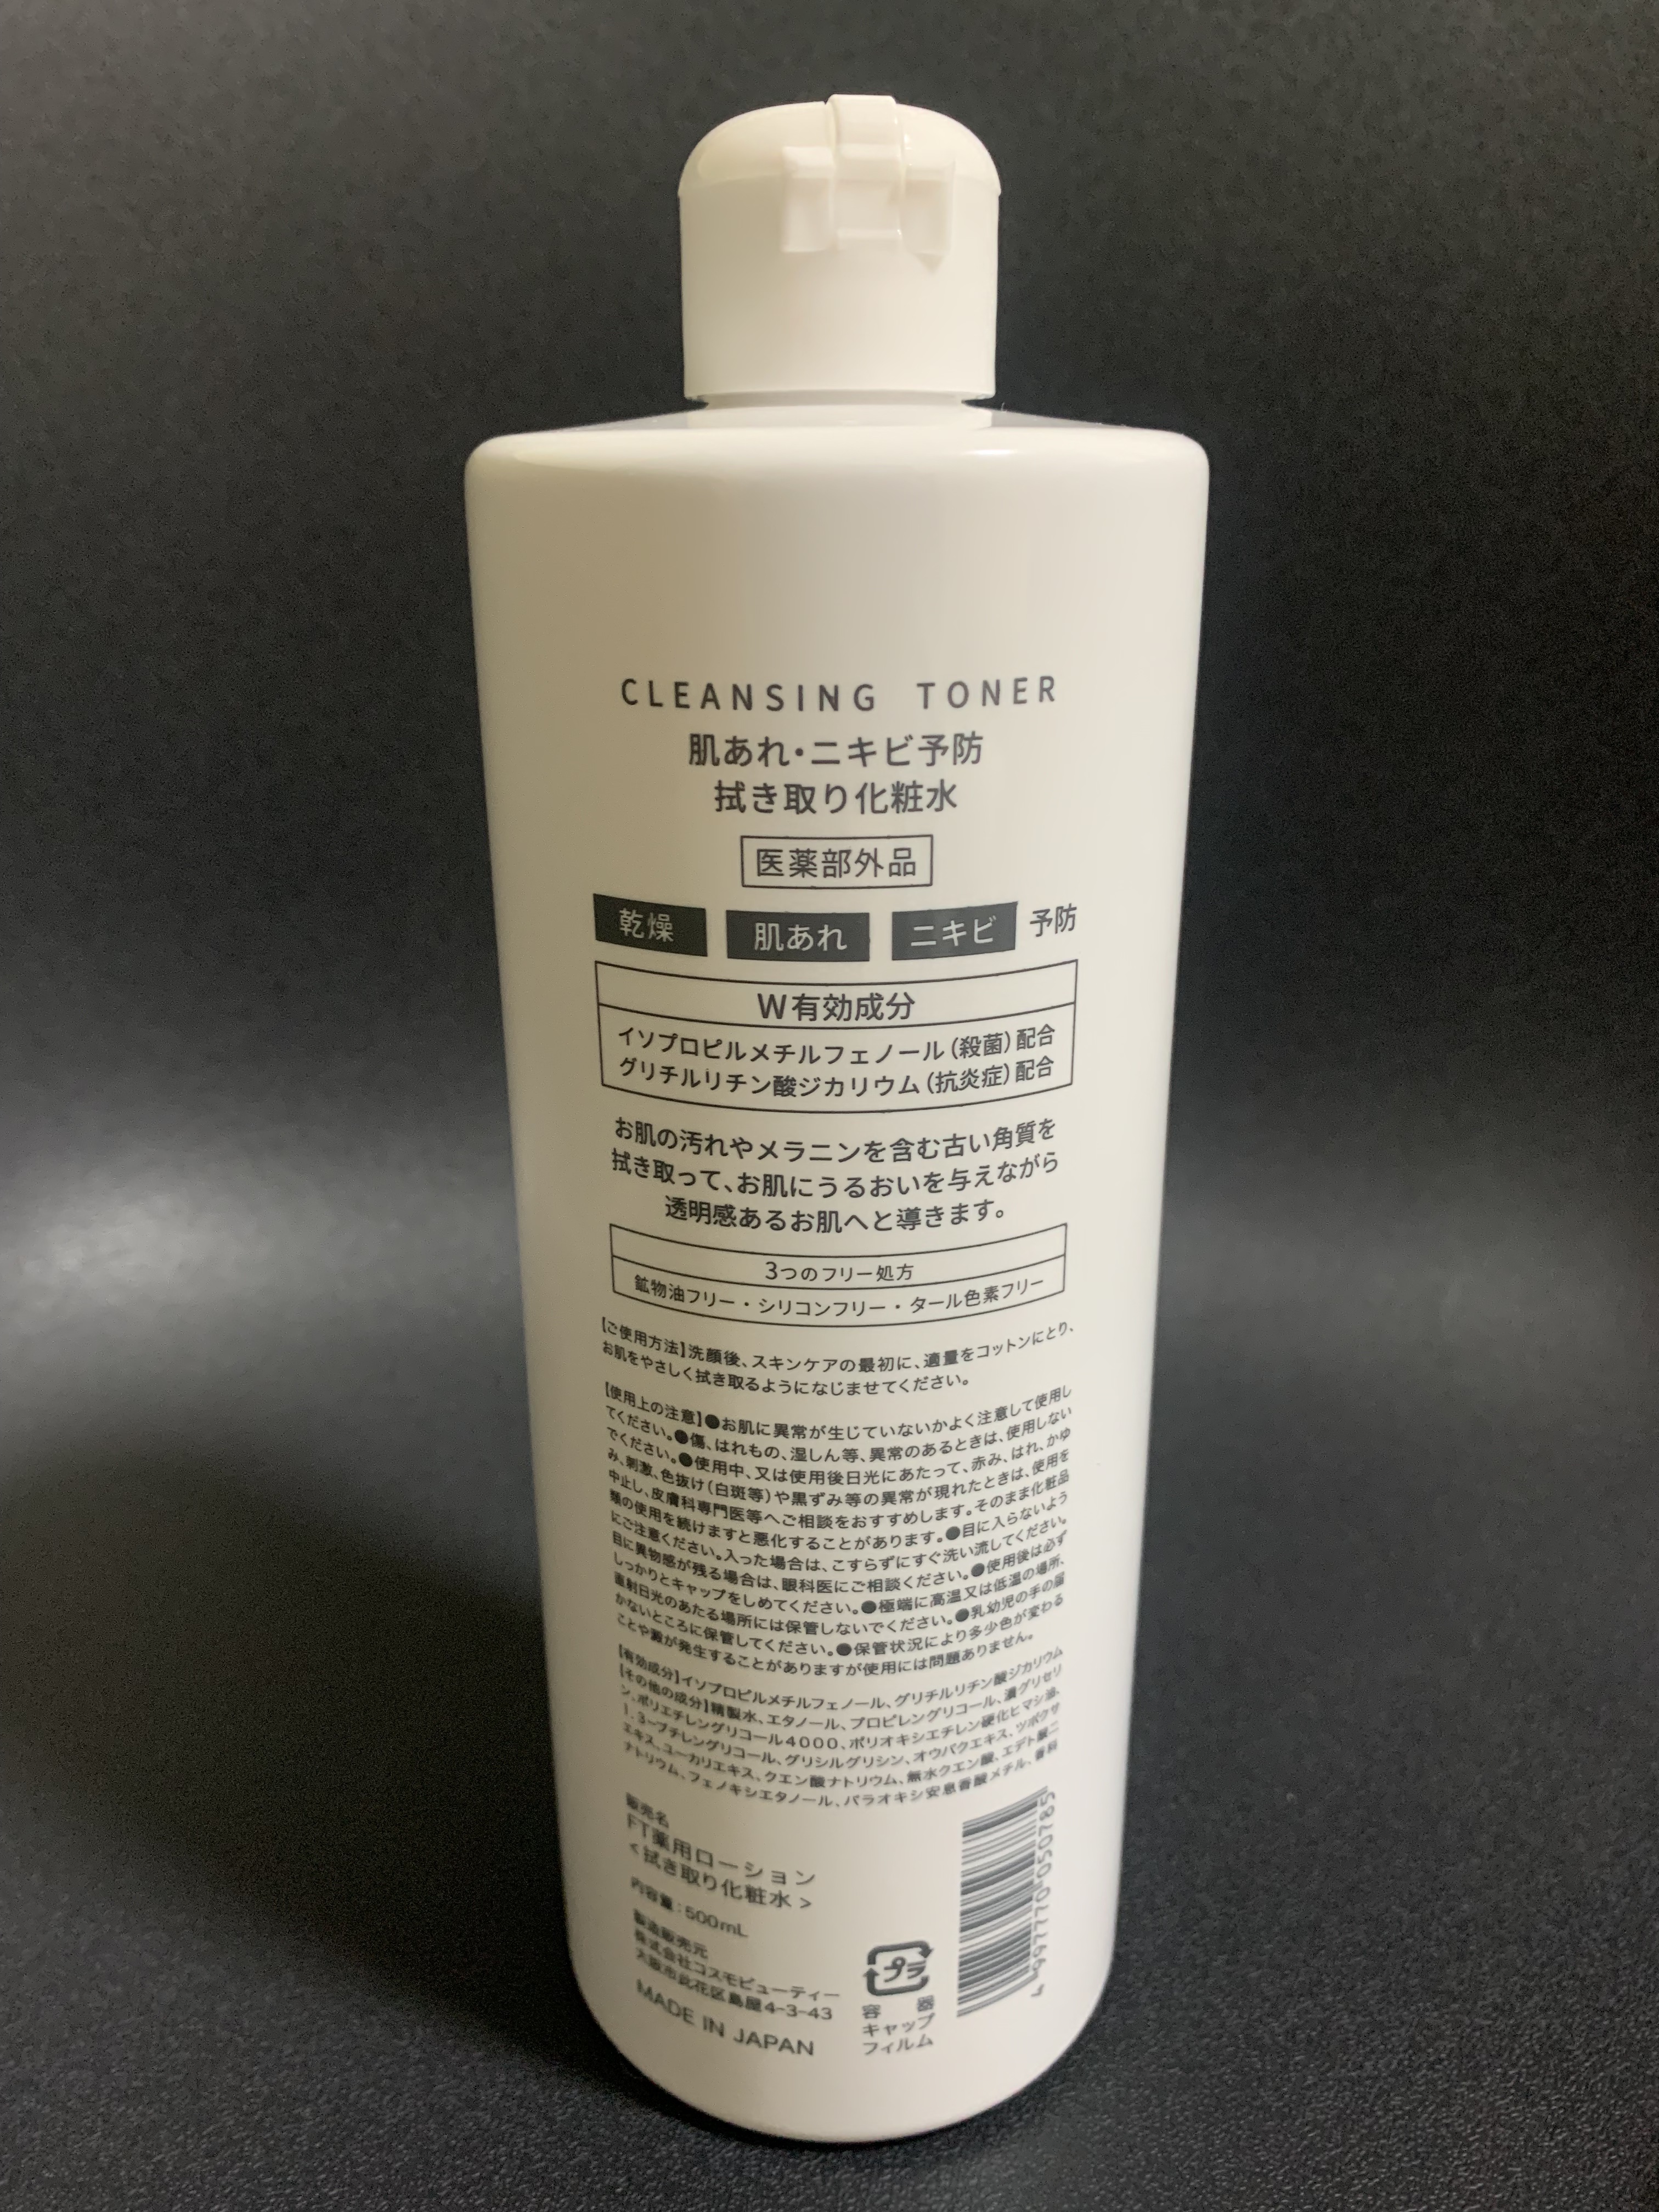 CLEANSING TONER
肌あれ・ニキビ予防
拭き取り化粧水
医薬部外品
乾燥 肌あれ ニキビ 予防
W有効成分
イソプロピルメチルフェノール(殺菌)配合
グリチルリチン酸ジカリウム(抗炎症)配合
お肌の汚れやメラニンを含む古い角質を
拭き取って、お肌にうるおいを与えながら
透明感あるお肌へと導きます。
3つのフリー処方
鉱物油フリー・シリコンフリー・タール色素フリー
【ご使用方法】洗顔後、スキンケアの最初に、適量をコットンにとり、
お肌をやさしく拭き取るようになじませてください。
【使用上の注意】●お肌に異常が生じていないかよく注意して使用し
てください。●傷、はれもの、湿しん等、異常のあるときは、使用しない
でください。●使用中、又は使用後日光にあたって、赤み、はれ、かゆ
み、刺激、色抜け(白斑等)や黒ずみ等の異常が現れたときは、使用を
中止し、皮膚科専門医等へご相談をおすすめします。そのまま化粧品
類の使用を続けますと悪化することがあります。●目に入らないよう
にご注意ください。入った場合は、こすらずにすぐ洗い流してください。
目に異物感が残る場合は、眼科医にご相談ください。●使用後は必ず
しっかりとキャップをしめてください。●極端に高温又は低温の場所、
直射日光のあたる場所には保管しないでください。●乳幼児の手の届
かないところに保管してください。●保管状況により多少色が変わる
ことや澱が発生することがありますが使用には問題ありません。
【有効成分】イソプロピルメチルフェノール、グリチルリチン酸ジカリウム
【その他の成分】精製水、エタノール、プロピレングリコール、濃グリセリ
ン、ポリエチレングリコール4000、ポリオキシエチレン硬化ヒマシ油、
1.3-ブチレングリコール、グリシルグリシン、オウバクエキス、ツボクサ
エキス、ユーカリエキス、クエン酸ナトリウム、無水クエン酸、エデト酸二
ナトリウム、フェノキシエタノール、パラオキシ安息香酸メチル、香料
販売名
FT薬用ローション
<拭き取り化粧水>
内容量：500mL
製造販売元
株式会社コスモビューティー
大阪市此花区島屋4-3-43
MADE IN JAPAN
プラ
容器
キャップ
フィルム
4 997770 050785